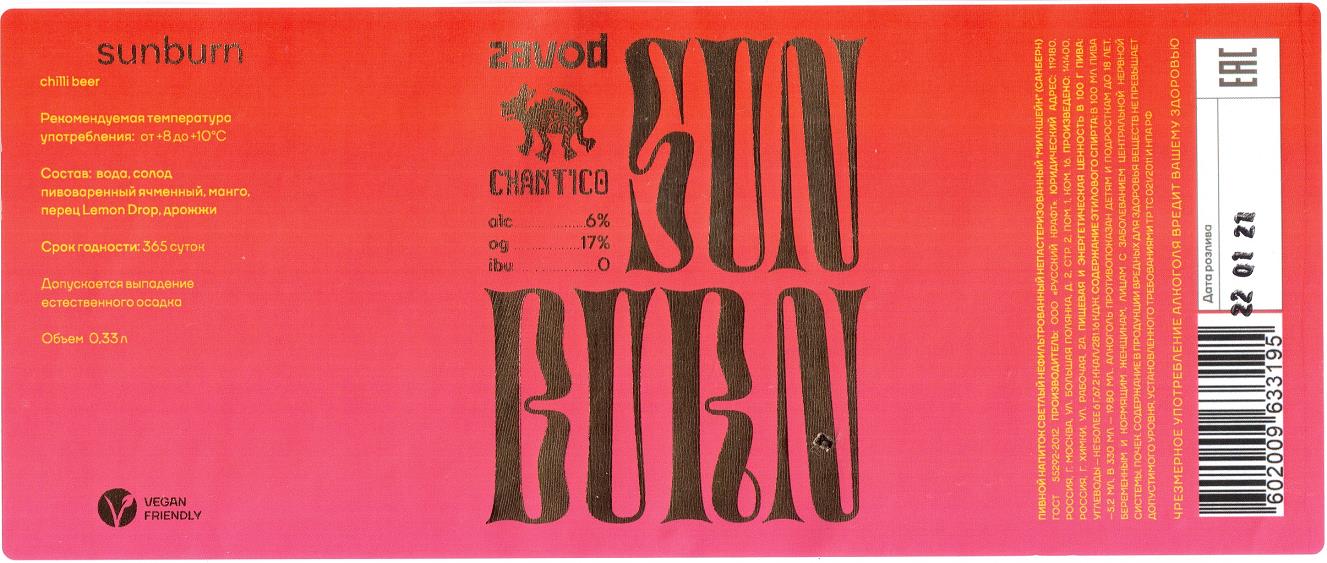 sunburn
chilli beer
Рекомендуемая температура
употребления: от +8 до +10°C
Состав: вода, солод
пивоваренный ячменный, манго,
перец Lemon Drop, дрожжи
Срок годности: 365 суток
Допускается выпадение
естественного осадка
Объем 0,33 л
VEGAN
FRIENDLY
zavod
CHANTICO
alc 6%
og 17%
ibu 0
SUN
BURN
ПИВНОЙ НАПИТОК СВЕТЛЫЙ НЕФИЛЬТРОВАННЫЙ НЕПАСТЕРИЗОВАННЫЙ "МИЛКШЕЙК" (САНБЕРН)
ГОСТ 55292-2012. ПРОИЗВОДИТЕЛЬ: ООО «РУССКИЙ КРАФТ». ЮРИДИЧЕСКИЙ АДРЕС: 119180,
РОССИЯ, Г. МОСКВА, УЛ. БОЛЬШАЯ ПОЛЯНКА, Д. 2, СТР. 2, ПОМ. 1, КОМ. 16. ПРОИЗВЕДЕНО: 141400,
РОССИЯ, Г. ХИМКИ, УЛ. РАБОЧАЯ, 2А. ПИЩЕВАЯ И ЭНЕРГЕТИЧЕСКАЯ ЦЕННОСТЬ В 100 Г ПИВА:
УГЛЕВОДЫ – НЕ БОЛЕЕ 6 Г, 67,2 ККАЛ/281,16 КДЖ. СОДЕРЖАНИЕ ЭТИЛОВОГО СПИРТА: В 100 МЛ ПИВА
– 5,2 МЛ, В 330 МЛ – 19,80 МЛ. АЛКОГОЛЬ ПРОТИВОПОКАЗАН ДЕТЯМ И ПОДРОСТКАМ ДО 18 ЛЕТ,
БЕРЕМЕННЫМ И КОРМЯЩИМ ЖЕНЩИНАМ, ЛИЦАМ С ЗАБОЛЕВАНИЕМ ЦЕНТРАЛЬНОЙ НЕРВНОЙ
СИСТЕМЫ, ПОЧЕК. СОДЕРЖАНИЕ В ПРОДУКЦИИ ВРЕДНЫХ ДЛЯ ЗДОРОВЬЯ ВЕЩЕСТВ НЕ ПРЕВЫШАЕТ
ДОПУСТИМОГО УРОВНЯ, УСТАНОВЛЕННОГО ТРЕБОВАНИЯМИ ТР ТС 021/2011 И НПА РФ
ЧРЕЗМЕРНОЕ УПОТРЕБЛЕНИЕ АЛКОГОЛЯ ВРЕДИТ ВАШЕМУ ЗДОРОВЬЮ
EAC
Дата розлива
22 01 21
4602009633195